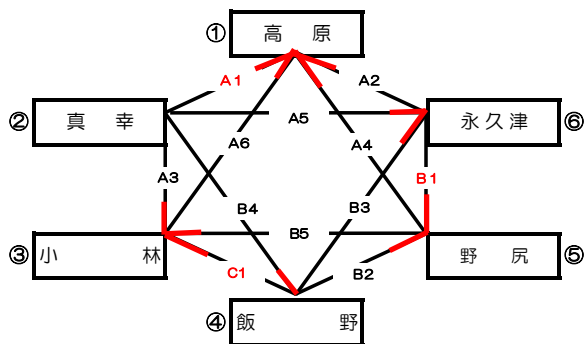 ① 高 原
A1 A2
② 真 幸 A5 永久津 ⑥
A6 A4
A3 B1
B4 B3
③ 小 林 B5 野 尻 ⑤
C1 B2
④ 飯 野